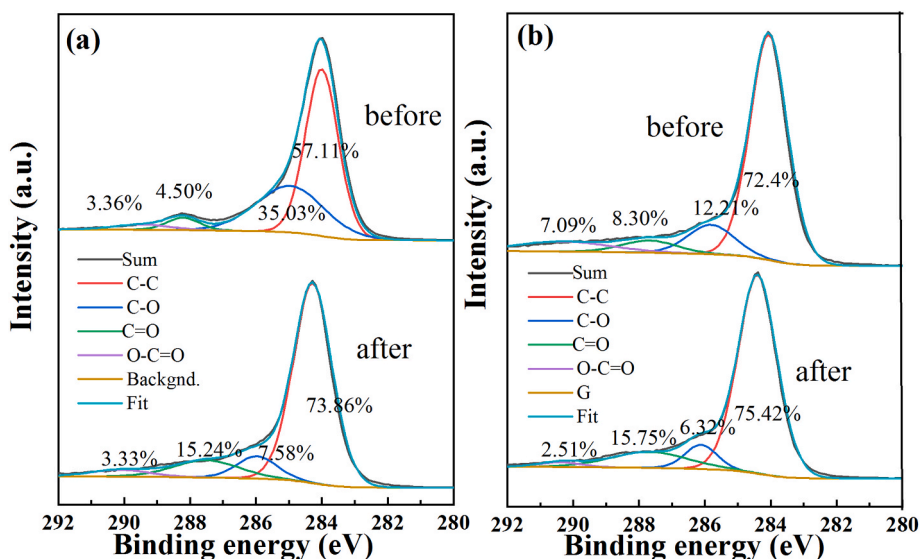 (a)
before
57.11%
3.36%
4.50%
35.03%
Sum
C-C
C-O
C=O
O-C=O
Backgnd.
Fit
after
73.86%
3.33%
15.24%
7.58%
292 290 288 286 284 282 280
Binding energy (eV)
Intensity (a.u.)
(b)
before
72.4%
7.09%
8.30%
12.21%
Sum
C-C
C-O
C=O
O-C=O
G
Fit
after
75.42%
2.51%
15.75%
6.32%
292 290 288 286 284 282 280
Binding energy (eV)
Intensity (a.u.)